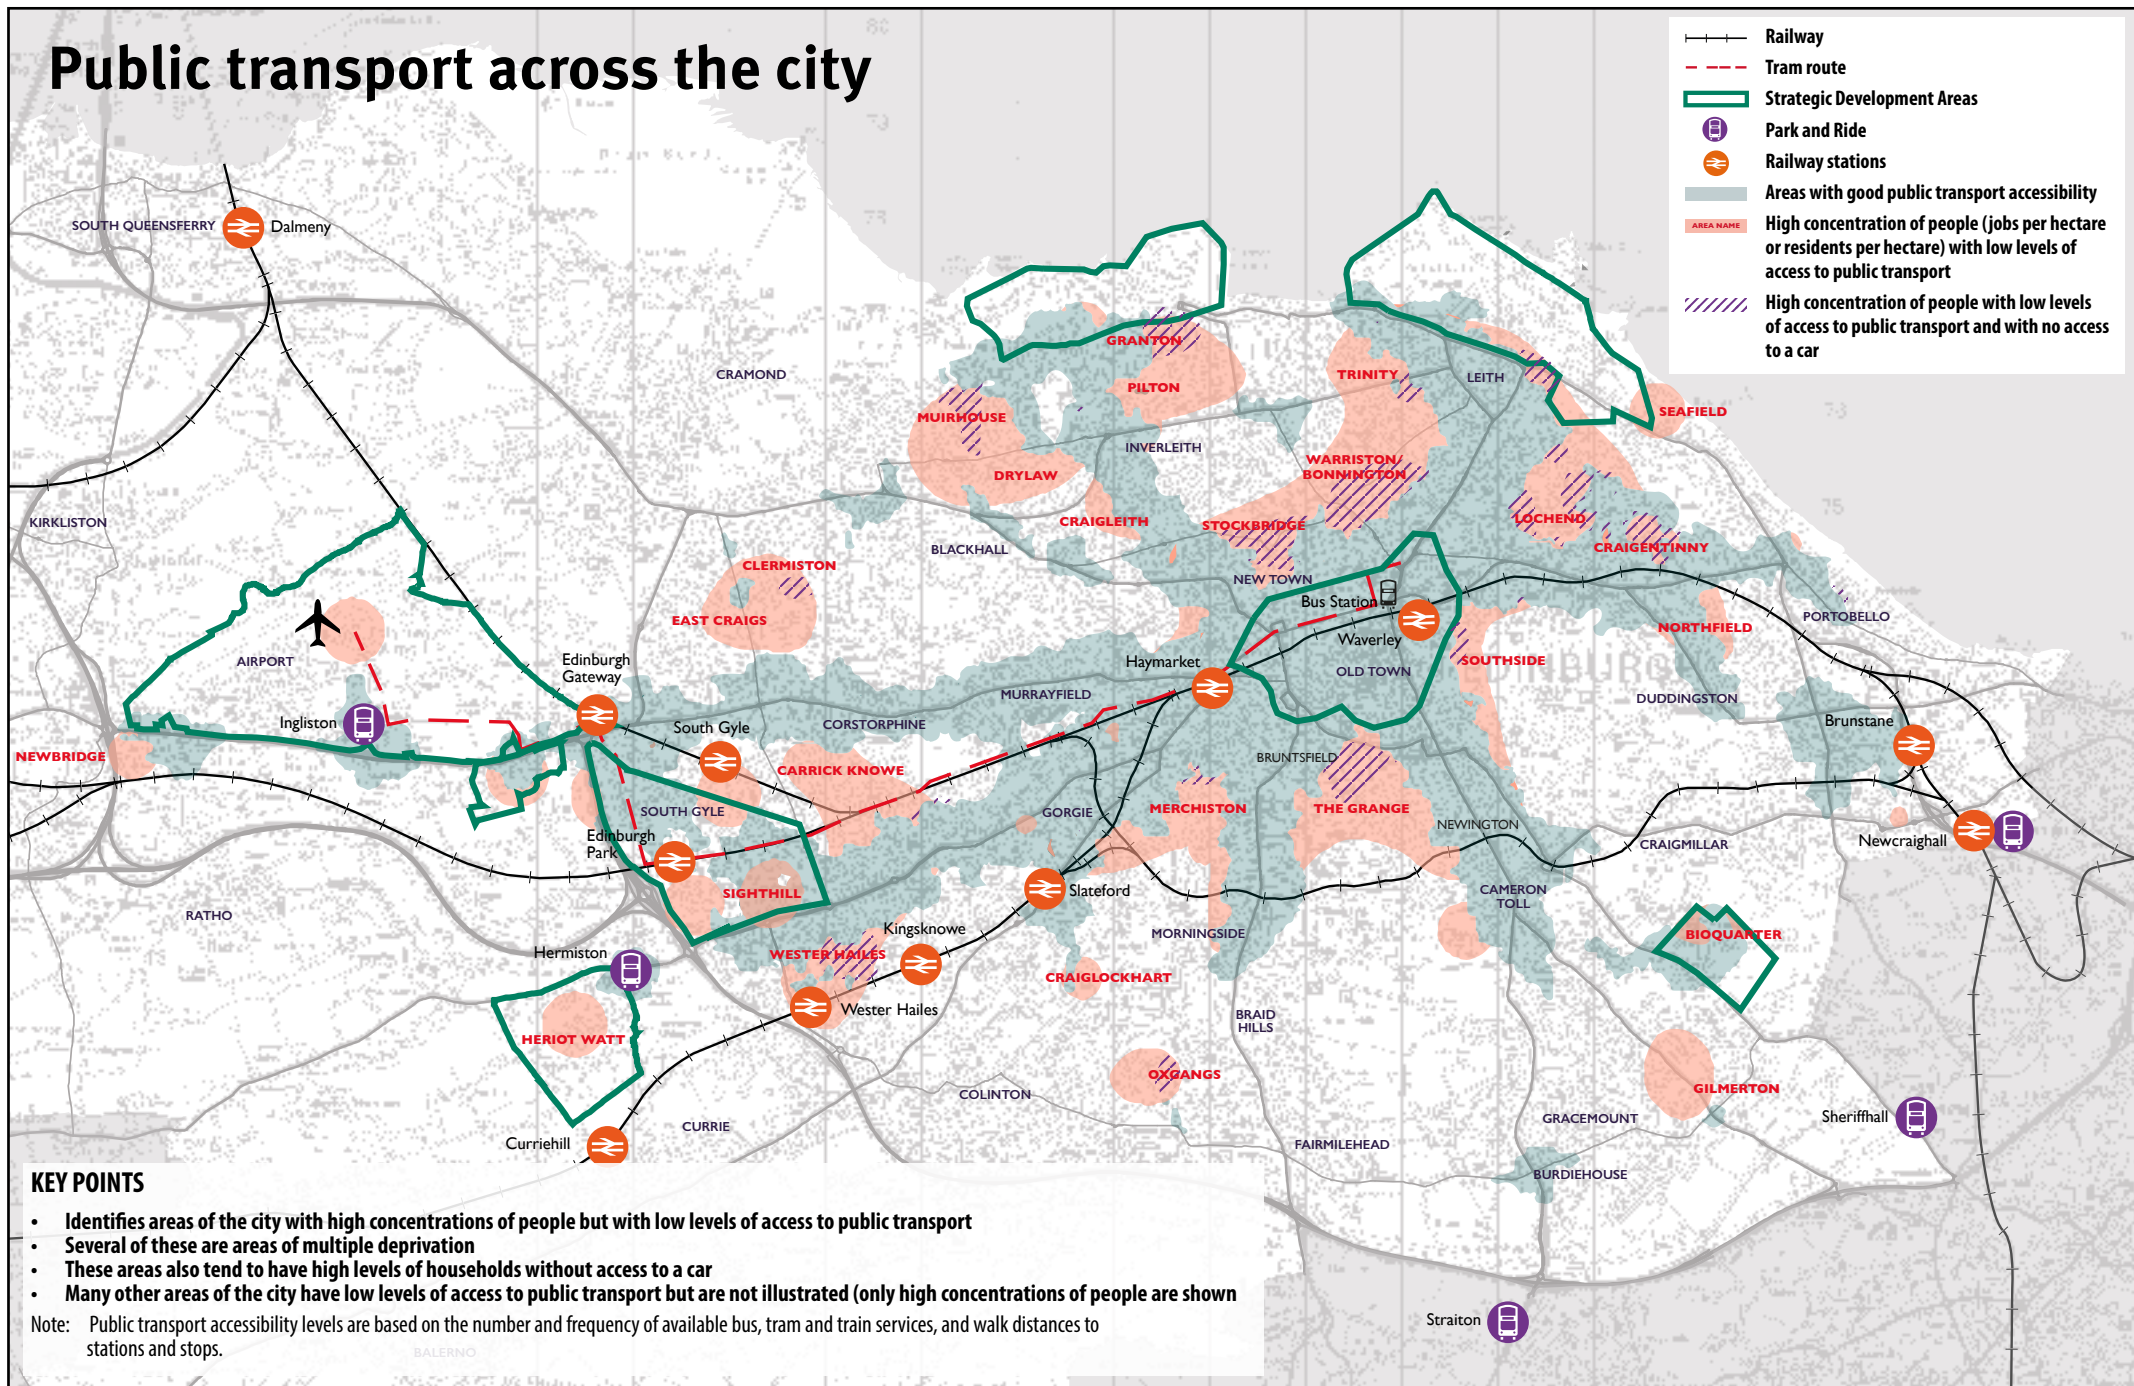 Public transport across the city
Railway
Tram route
Strategic Development Areas
Park and Ride
Railway stations
Areas with good public transport accessibility
AREA NAME
High concentration of people (jobs per hectare
or residents per hectare) with low levels of
access to public transport
High concentration of people with low levels
of access to public transport and with no access
to a car
SOUTH QUEENSFERRY
Dalmeny
CRAMOND
GRANTON
PILTON
TRINITY
LEITH
SEAFIELD
MUIRHOUSE
DRYLAW
INVERLEITH
WARRISTON/
BONNINGTON
KIRKLISTON
CRAIGLEITH
STOCKBRIDGE
LOCHEND
CRAIGENTINNY
BLACKHALL
CLERMISTON
NEW TOWN
Bus Station
EAST CRAIGS
Waverley
NORTHFIELD
PORTOBELLO
AIRPORT
Edinburgh
Gateway
Haymarket
OLD TOWN
SOUTHSIDE
MURRAYFIELD
DUDDINGSTON
Ingliston
South Gyle
CORSTORPHINE
Brunstane
NEWBRIDGE
CARRICK KNOWE
BRUNTSFIELD
SOUTH GYLE
GORGIE
MERCHISTON
THE GRANGE
NEWINGTON
Edinburgh
Park
CRAIGMILLAR
Newcraighall
SIGHTHILL
Slateford
CAMERON
TOLL
RATHO
Kingsknowe
MORNINGSIDE
BIOQUARTER
Hermiston
WESTER HAILES
CRAIGLOCKHART
Wester Hailes
BRAID
HILLS
HERIOT WATT
OXGANGS
COLINTON
GILMERTON
Sheriffhall
GRACEMOUNT
CURRIE
Curriehill
FAIRMILEHEAD
BURDIEHOUSE
Straiton
KEY POINTS
• Identifies areas of the city with high concentrations of people but with low levels of access to public transport
• Several of these are areas of multiple deprivation
• These areas also tend to have high levels of households without access to a car
• Many other areas of the city have low levels of access to public transport but are not illustrated (only high concentrations of people are shown
Note: Public transport accessibility levels are based on the number and frequency of available bus, tram and train services, and walk distances to
stations and stops.
BALERNO